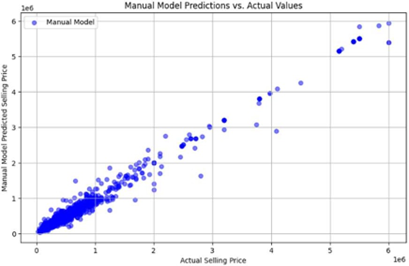 Manual Model Predictions vs. Actual Values
1e6
Manual Model
6
5
4
3
2
1
0
Manual Model Predicted Selling Price
0 1 2 3 4 5 6
1e6
Actual Selling Price